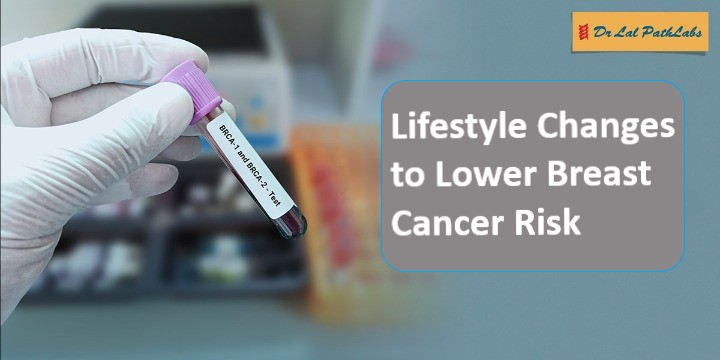 Dr Lal PathLabs
BRCA-1 and BRCA-2 - Test
Lifestyle Changes
to Lower Breast
Cancer Risk